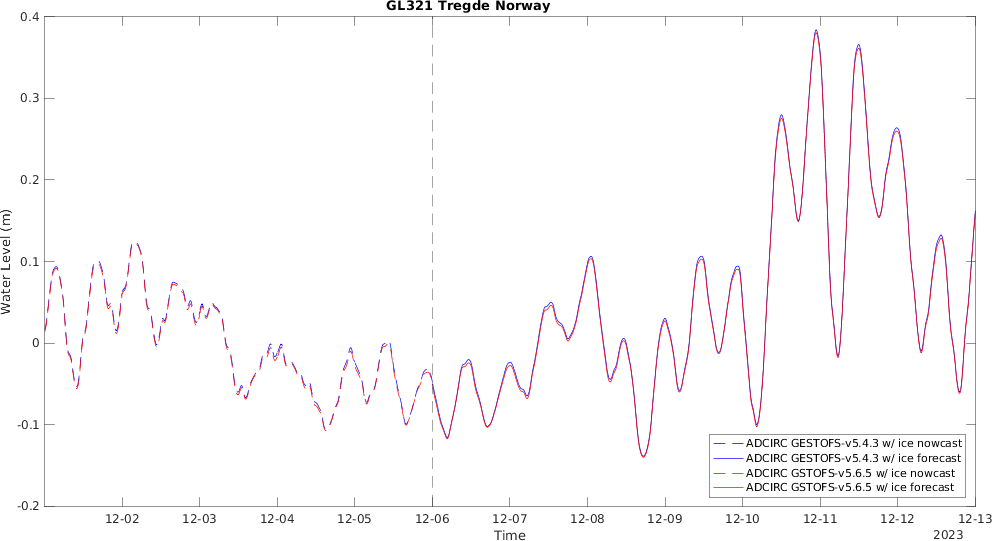 GL321 Tregde Norway
0.4
0.3
0.2
0.1
0
-0.1
-0.2
Water Level (m)
ADCIRC GESTOFS-v5.4.3 w/ ice nowcast
ADCIRC GESTOFS-v5.4.3 w/ ice forecast
ADCIRC GSTOFS-v5.6.5 w/ ice nowcast
ADCIRC GSTOFS-v5.6.5 w/ ice forecast
12-02 12-03 12-04 12-05 12-06 12-07 12-08 12-09 12-10 12-11 12-12 12-13
Time
2023